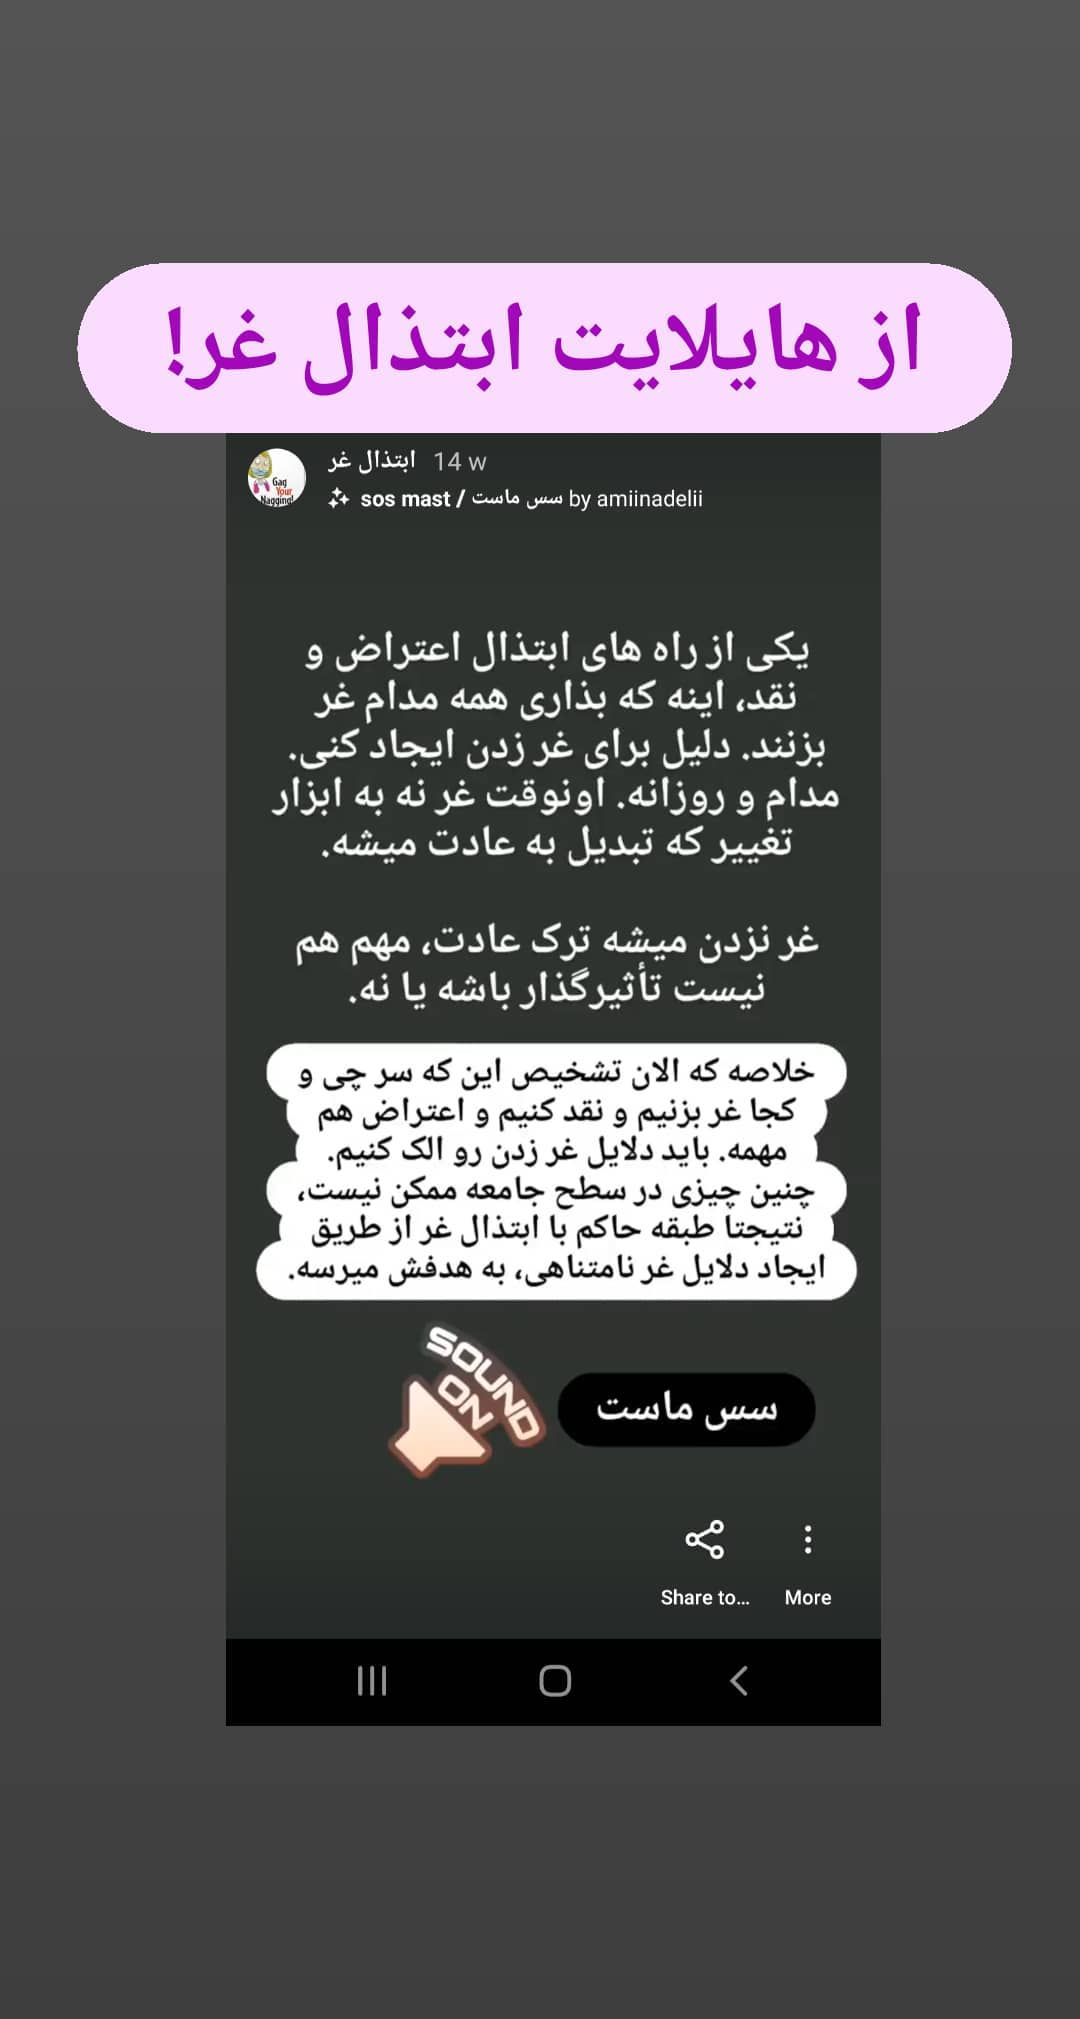 از هایلایت ابتذال غر!
ابتذال غر 14 w
Gag
Your
Nagging!
sos mast / سس ماست by amiinadelii
یکی از راه های ابتذال اعتراض و
نقد، اینه که بذاری همه مدام غر
بزنند. دلیل برای غر زدن ایجاد کنی.
مدام و روزانه. اونوقت غر نه به ابزار
تغییر که تبدیل به عادت میشه.
غر نزدن میشه ترک عادت، مهم هم
نیست تأثیرگذار باشه یا نه.
خلاصه که الان تشخیص این که سر چی و
کجا غر بزنیم و نقد کنیم و اعتراض هم
مهمه. باید دلایل غر زدن رو الک کنیم.
چنین چیزی در سطح جامعه ممکن نیست،
نتیجتا طبقه حاکم با ابتذال غر از طریق
ایجاد دلایل غر نامتناهی، به هدفش میرسه.
SOUND
ON
سس ماست
Share to...
More